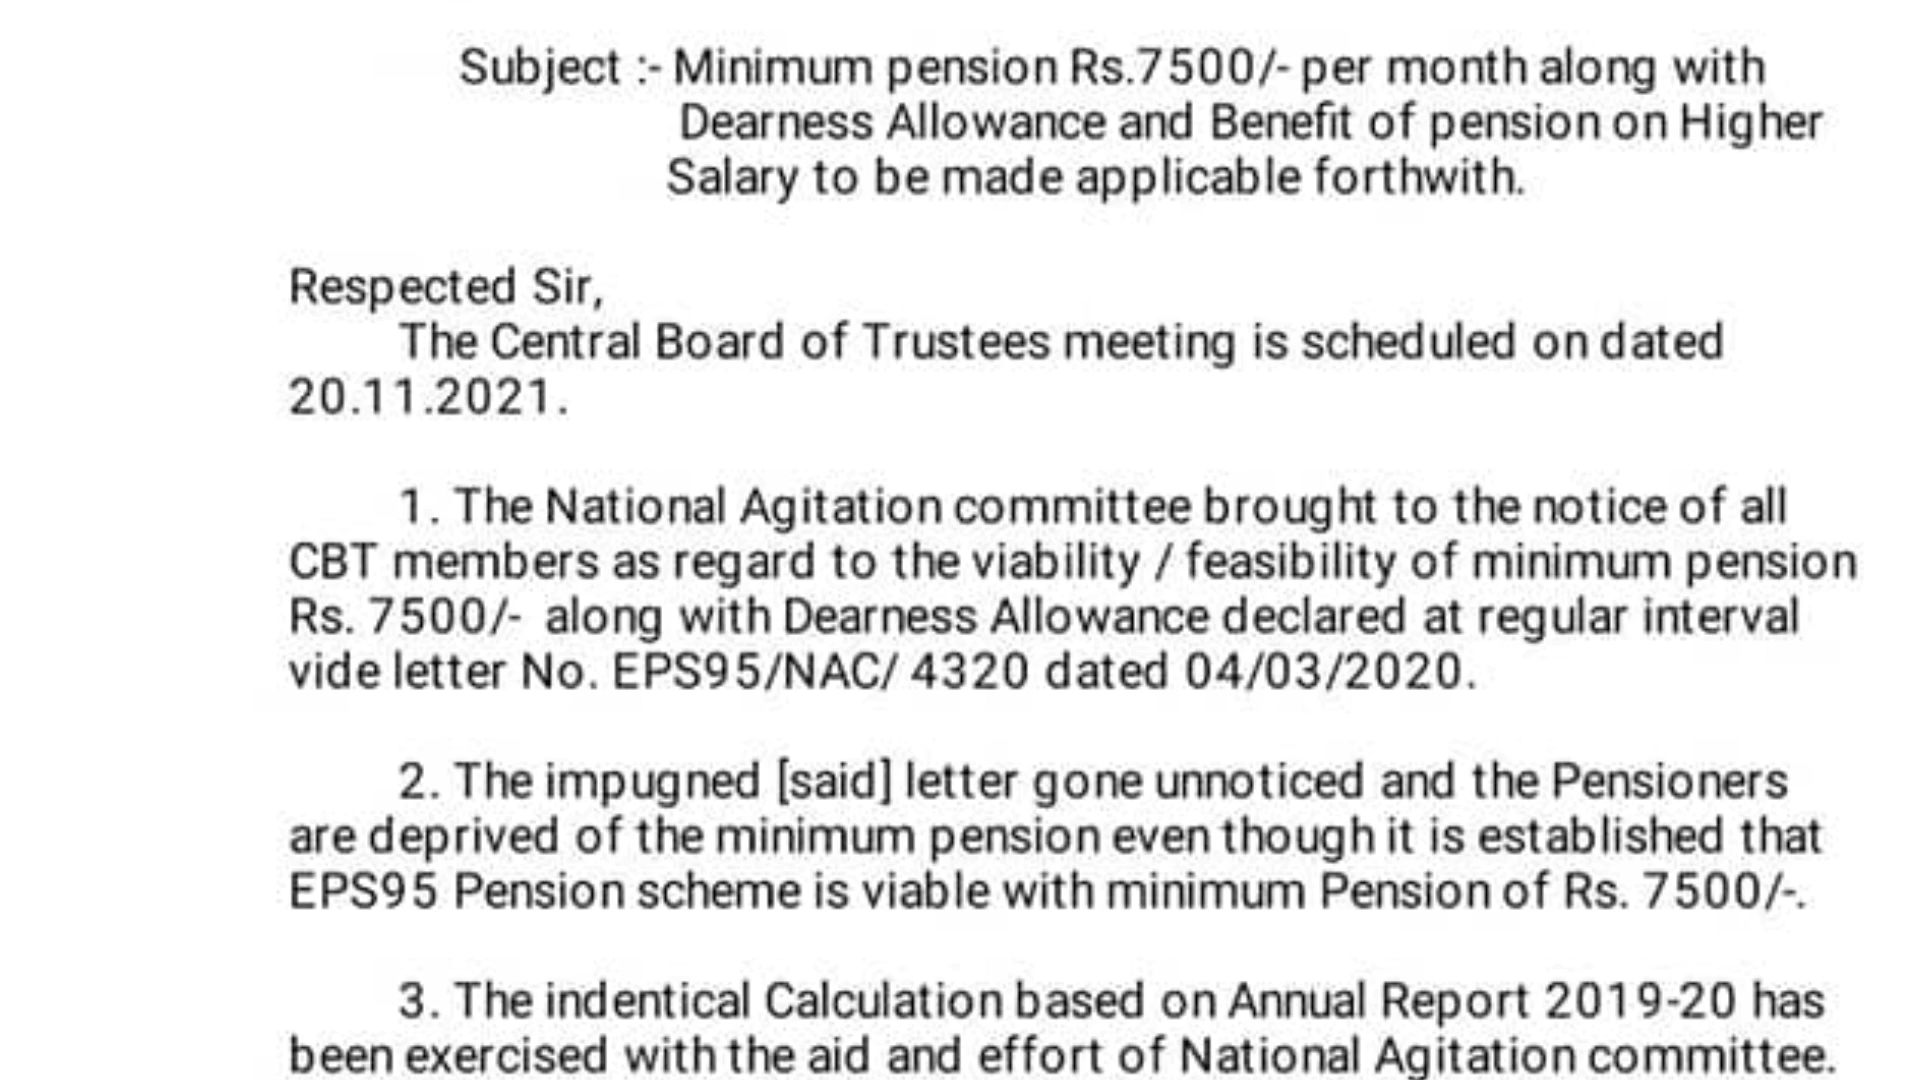 Subject :- Minimum pension Rs.7500/- per month along with
Dearness Allowance and Benefit of pension on Higher
Salary to be made applicable forthwith.
Respected Sir,
The Central Board of Trustees meeting is scheduled on dated
20.11.2021.
1. The National Agitation committee brought to the notice of all
CBT members as regard to the viability / feasibility of minimum pension
Rs. 7500/- along with Dearness Allowance declared at regular interval
vide letter No. EPS95/NAC/ 4320 dated 04/03/2020.
2. The impugned [said] letter gone unnoticed and the Pensioners
are deprived of the minimum pension even though it is established that
EPS95 Pension scheme is viable with minimum Pension of Rs. 7500/-.
3. The indentical Calculation based on Annual Report 2019-20 has
been exercised with the aid and effort of National Agitation committee.